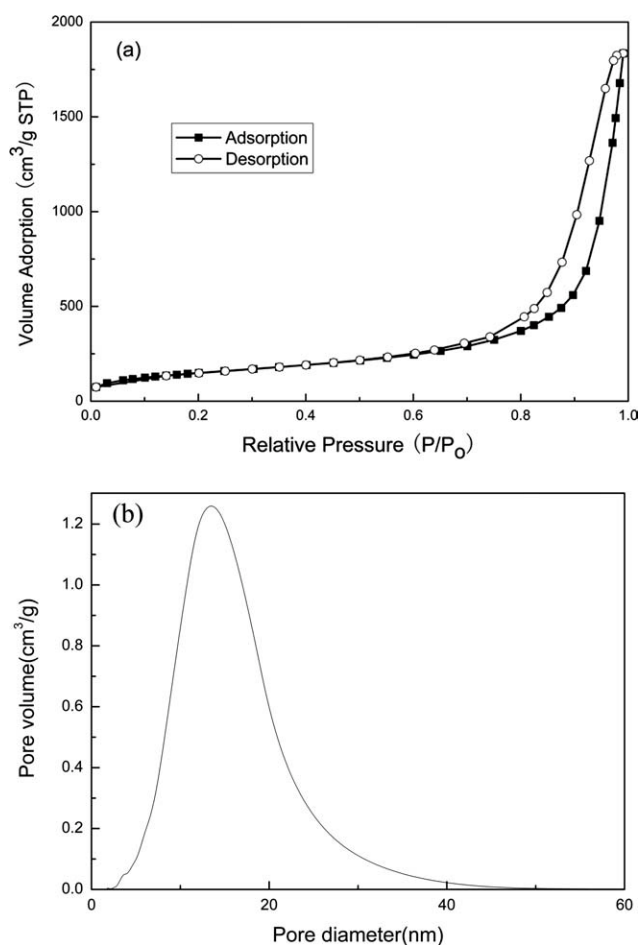 (a)
2000
1500
1000
500
0
Volume Adorption (cm³/g STP)
Adsorption
Desorption
0.0 0.2 0.4 0.6 0.8 1.0
Relative Pressure (P/P₀)
(b)
1.2
1.0
0.8
0.6
0.4
0.2
0.0
Pore volume(cm³/g)
0 20 40 60
Pore diameter(nm)